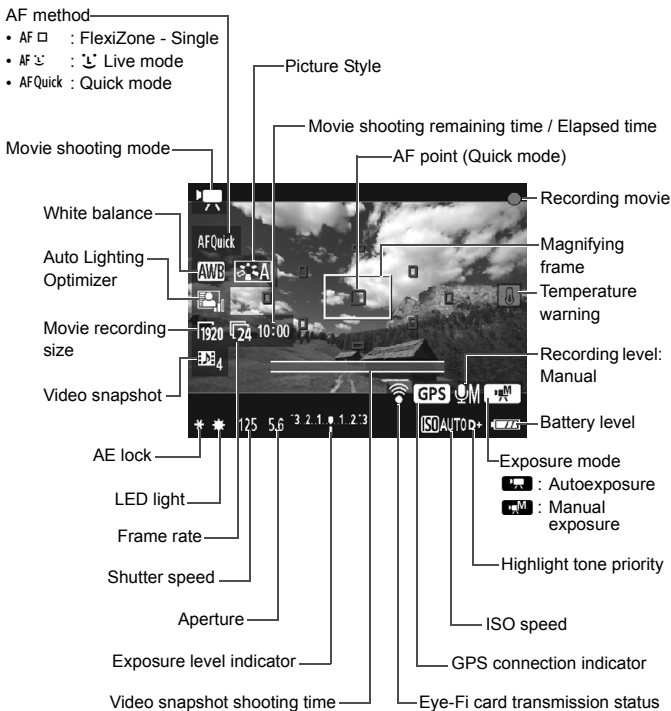 AF method
• AF □ : FlexiZone - Single
• AF : Live mode
• AFQuick : Quick mode
Picture Style
Movie shooting remaining time / Elapsed time
Movie shooting mode
AF point (Quick mode)
Recording movie
White balance
AFQuick
Magnifying
frame
AWB
A
Auto Lighting
Optimizer
Temperature
warning
Movie recording
size
1920
24
10:00
Recording level:
Manual
Video snapshot
4
GPS
M
M
Battery level
* 125 5.6 -3..2..1..0..1..2..+3 ISO AUTO D+
AE lock
Exposure mode
: Autoexposure
M : Manual
exposure
LED light
Frame rate
Highlight tone priority
Shutter speed
Aperture
ISO speed
Exposure level indicator
GPS connection indicator
Video snapshot shooting time
Eye-Fi card transmission status